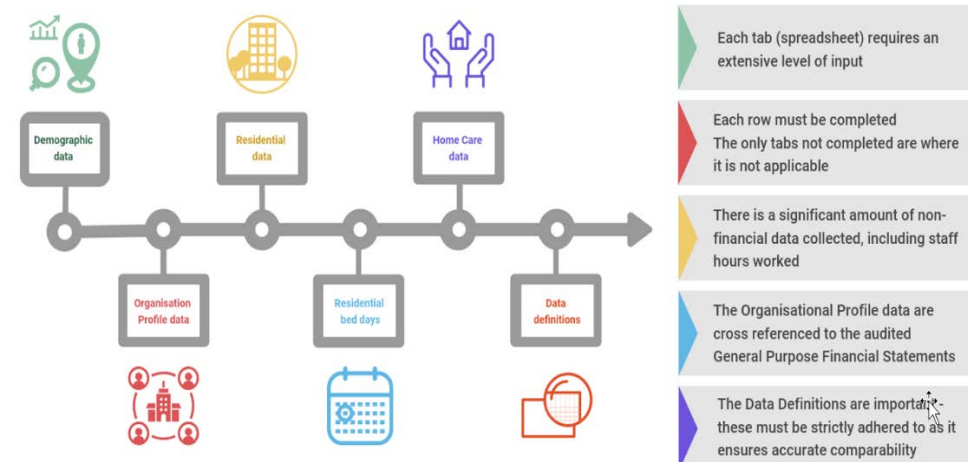 Demographic
data
Residential
data
Home Care
data
Organisation
Profile data
Residential
bed days
Data
definitions
Each tab (spreadsheet) requires an
extensive level of input
Each row must be completed
The only tabs not completed are where
it is not applicable
There is a significant amount of non-
financial data collected, including staff
hours worked
The Organisational Profile data are
cross referenced to the audited
General Purpose Financial Statements
The Data Definitions are important -
these must be strictly adhered to as it
ensures accurate comparability